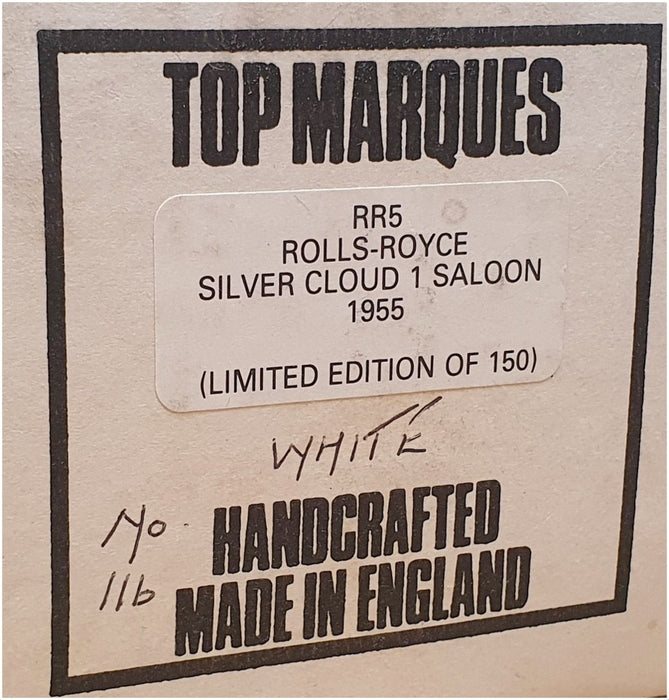 TOP MARQUES
RR5
ROLLS-ROYCE
SILVER CLOUD 1 SALOON
1955
(LIMITED EDITION OF 150)
WHITE
No
116
HANDCRAFTED
MADE IN ENGLAND